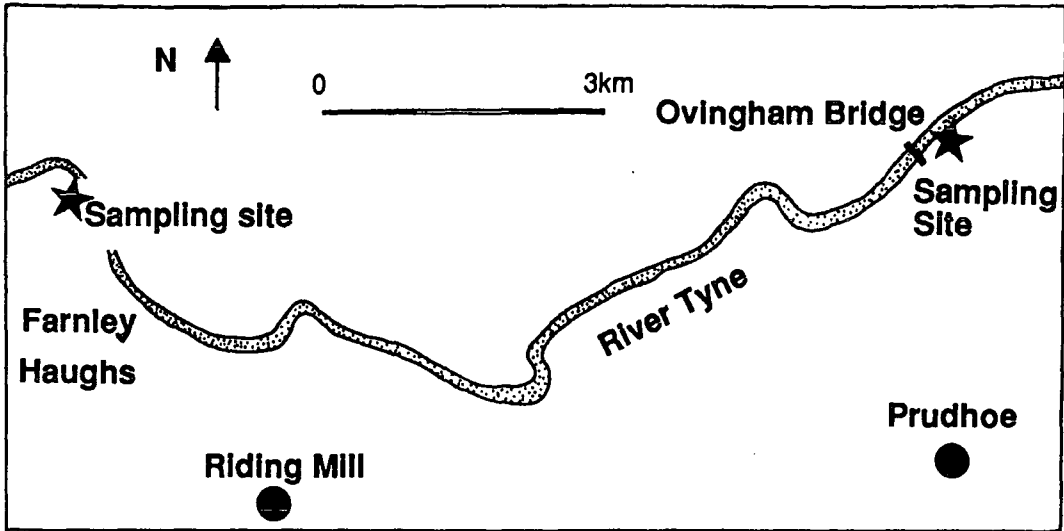 N
0 3km
Ovingham Bridge
Sampling site
Sampling
Site
Farnley
Haughs
River Tyne
Prudhoe
Riding Mill